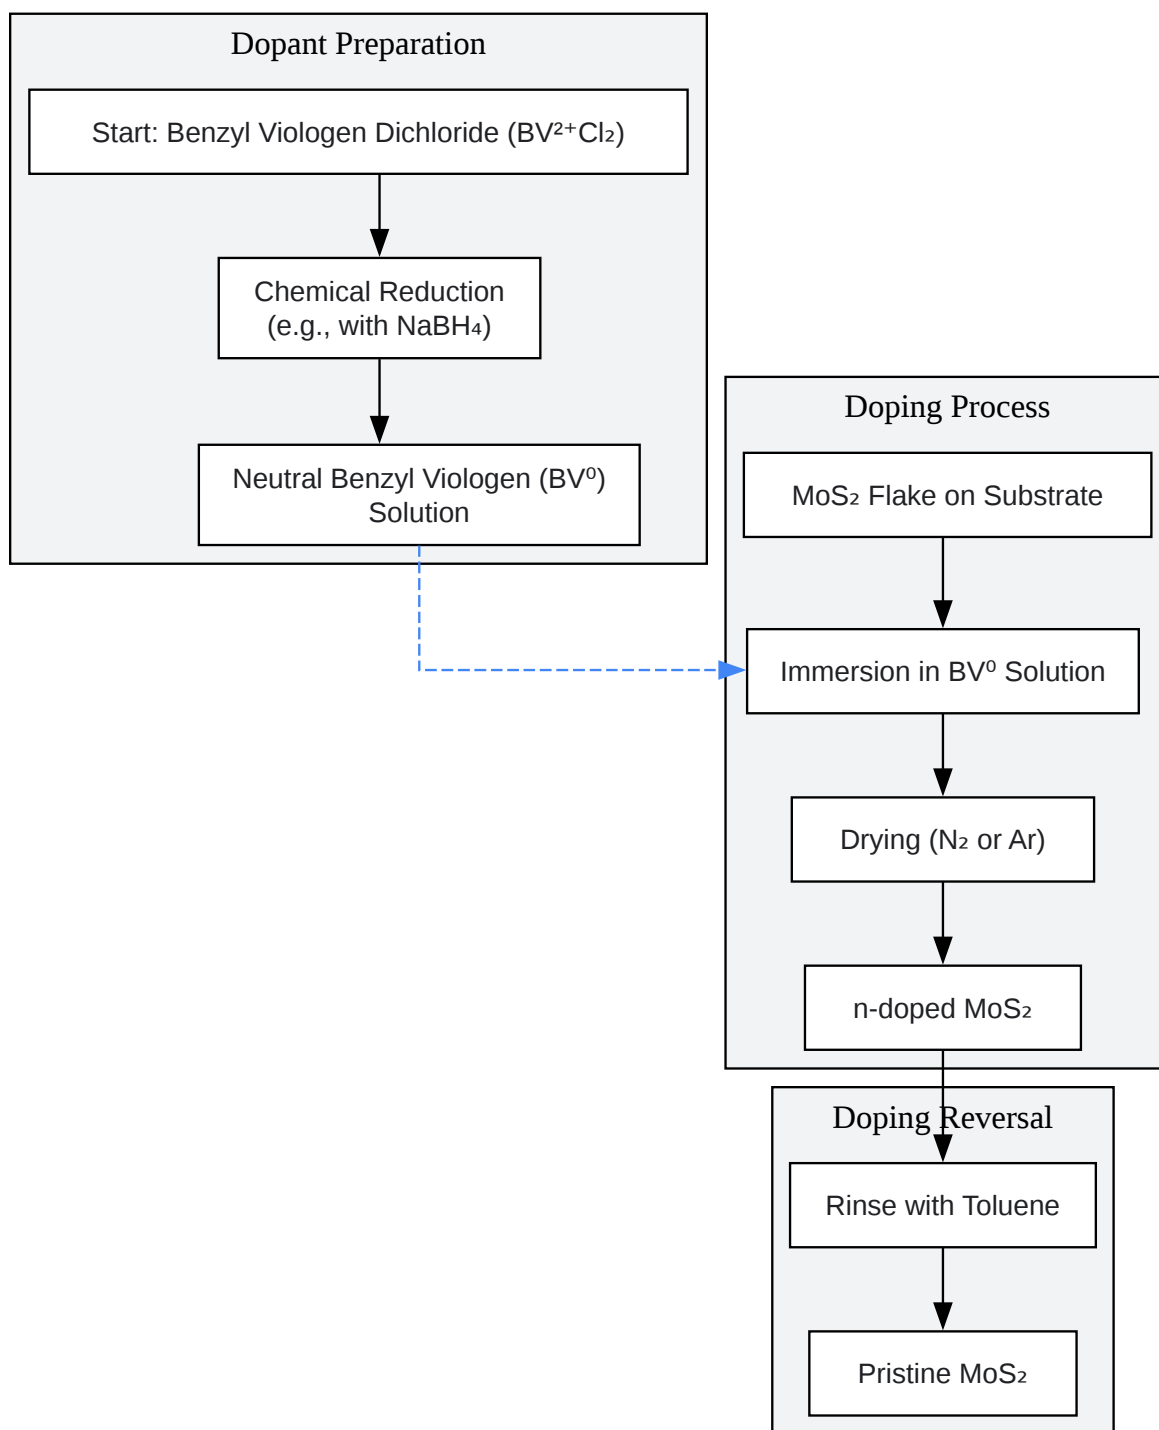 Dopant Preparation
Start: Benzyl Viologen Dichloride (BV²⁺Cl₂)
Chemical Reduction
(e.g., with NaBH₄)
Neutral Benzyl Viologen (BV⁰)
Solution
Doping Process
MoS₂ Flake on Substrate
Immersion in BV⁰ Solution
Drying (N₂ or Ar)
n-doped MoS₂
Doping Reversal
Rinse with Toluene
Pristine MoS₂